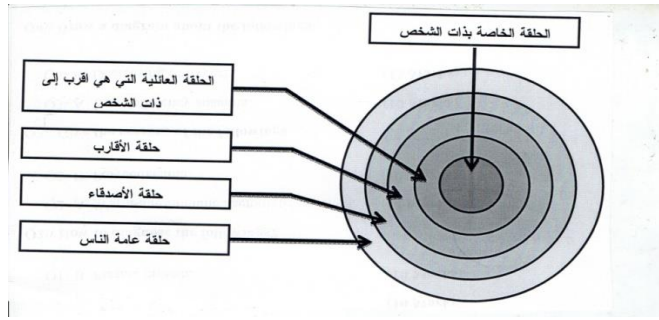 الحلقة الخاصة بذات الشخص
الحلقة العائلية التي هي اقرب إلى
ذات الشخص
حلقة الأقارب
حلقة الأصدقاء
حلقة عامة الناس